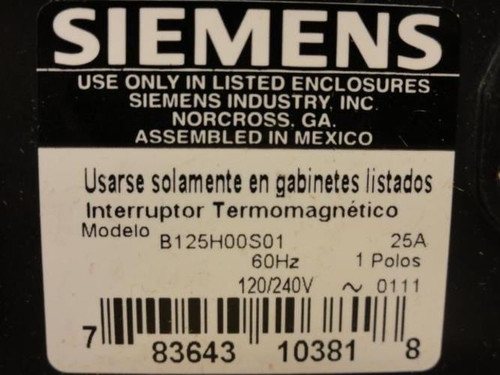 SIEMENS
USE ONLY IN LISTED ENCLOSURES
SIEMENS INDUSTRY, INC
NORCROSS, GA.
ASSEMBLED IN MEXICO
Usarse solamente en gabinetes listados
Interruptor Termomagnético
Modelo
B125H00S01 25A
60Hz 1 Polos
120/240V ~ 0111
7 83643 10381 8